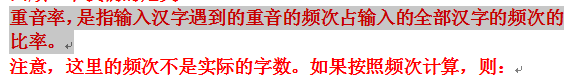 重音率，是指输入汉字遇到的重音的频次占输入的全部汉字的频次的
比率。
注意，这里的频次不是实际的字数。如果按照频次计算，则：